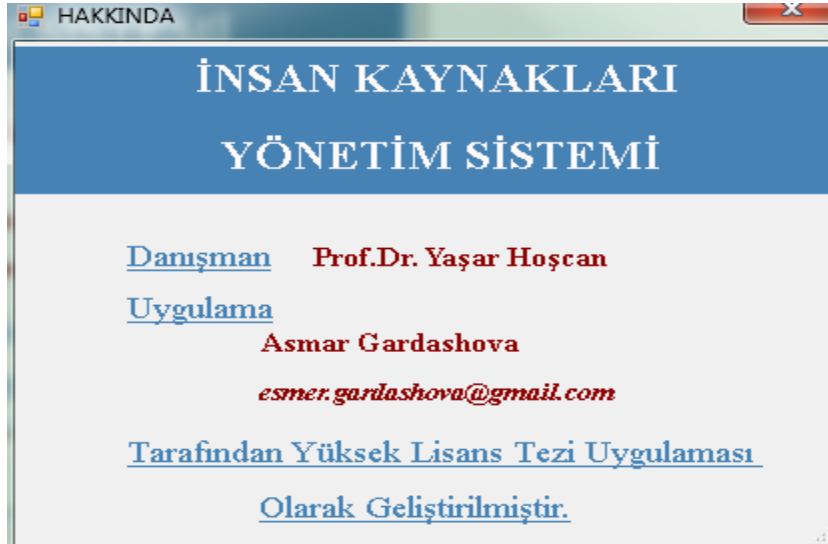 HAKKINDA
İNSAN KAYNAKLARI
YÖNETİM SİSTEMİ
Danışman Prof.Dr. Yaşar Hoşcan
Uygulama
Asmar Gardashova
esmer.gardashova@gmail.com
Tarafından Yüksek Lisans Tezi Uygulaması
Olarak Geliştirilmiştir.